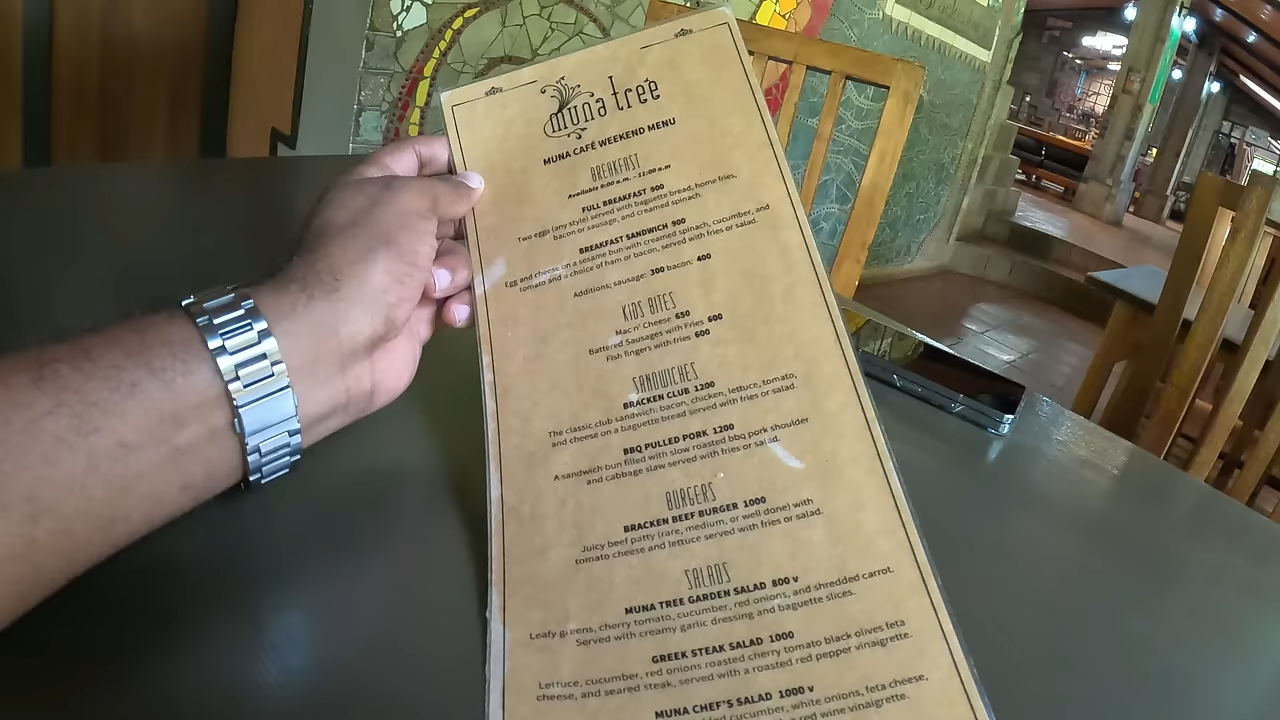 muna tree
MUNA CAFÉ WEEKEND MENU
BREAKFAST
Available 9:00 a.m. - 11:00 a.m
FULL BREAKFAST 900
Two eggs (any style) served with baguette bread, home fries,
bacon or sausage, and creamed spinach.
BREAKFAST SANDWICH 900
Egg and cheese on a sesame bun with creamed spinach, cucumber, and
tomato and a choice of ham or bacon, served with fries or salad.
Additions; sausage: 300 bacon: 400
KIDS BITES
Mac n' Cheese 650
Battered Sausages with Fries 600
Fish fingers with fries 600
SANDWICHES
BRACKEN CLUB 1200
The classic club sandwich: bacon, chicken, lettuce, tomato,
and cheese on a baguette bread served with fries or salad.
BBQ PULLED PORK 1200
A sandwich bun filled with slow roasted bbq pork shoulder
and cabbage slaw served with fries or salad.
BURGERS
BRACKEN BEEF BURGER 1000
Juicy beef patty (rare, medium, or well done) with
tomato cheese and lettuce served with fries or salad.
SALADS
MUNA TREE GARDEN SALAD 800 v
Leafy greens, cherry tomato, cucumber, red onions, and shredded carrot.
Served with creamy garlic dressing and baguette slices.
GREEK STEAK SALAD 1000
Lettuce, cucumber, red onions roasted cherry tomato black olives feta
cheese, and seared steak, served with a roasted red pepper vinaigrette.
MUNA CHEF'S SALAD 1000 v
cucumber, white onions, feta cheese,
red wine vinaigrette.